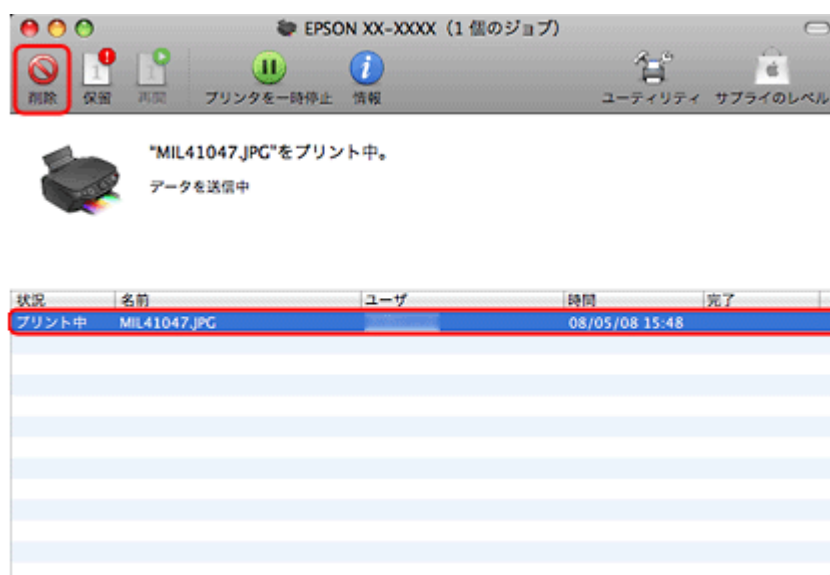 EPSON XX-XXXX（1 個のジョブ）
削除 保留 再開 プリンタを一時停止 情報 ユーティリティ サプライのレベル
"MIL41047.JPG"をプリント中。
データを送信中
状況 名前 ユーザ 時間 完了
プリント中 MIL41047.JPG 08/05/08 15:48